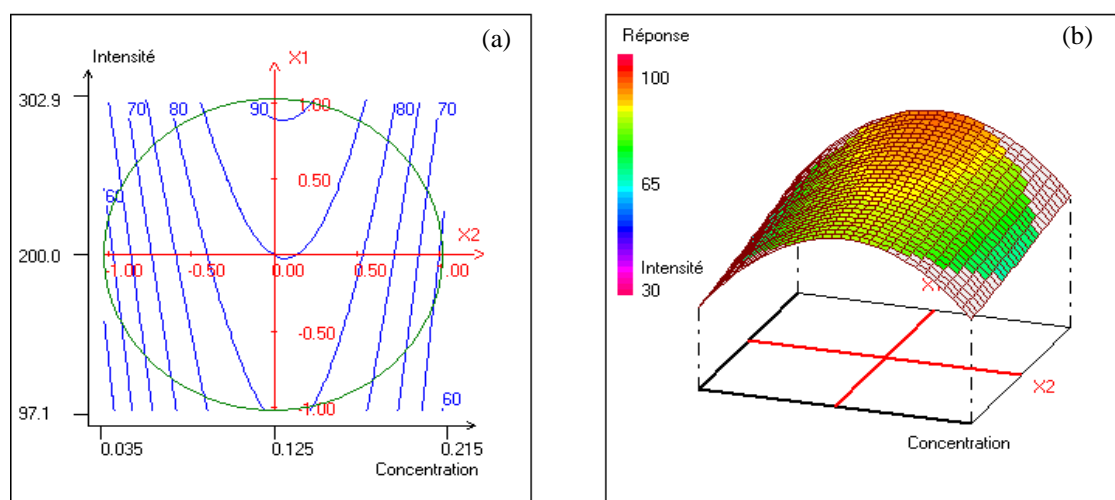 (a)
Intensité
X1
302.9
70
80
90
1.00
80
70
0.50
60
X2
200.0
-1.00
-0.50
0.00
0.50
.00
-0.50
-1.00
60
97.1
0.035
0.125
0.215
Concentration
(b)
Réponse
100
65
Intensité
30
X1
X2
Concentration